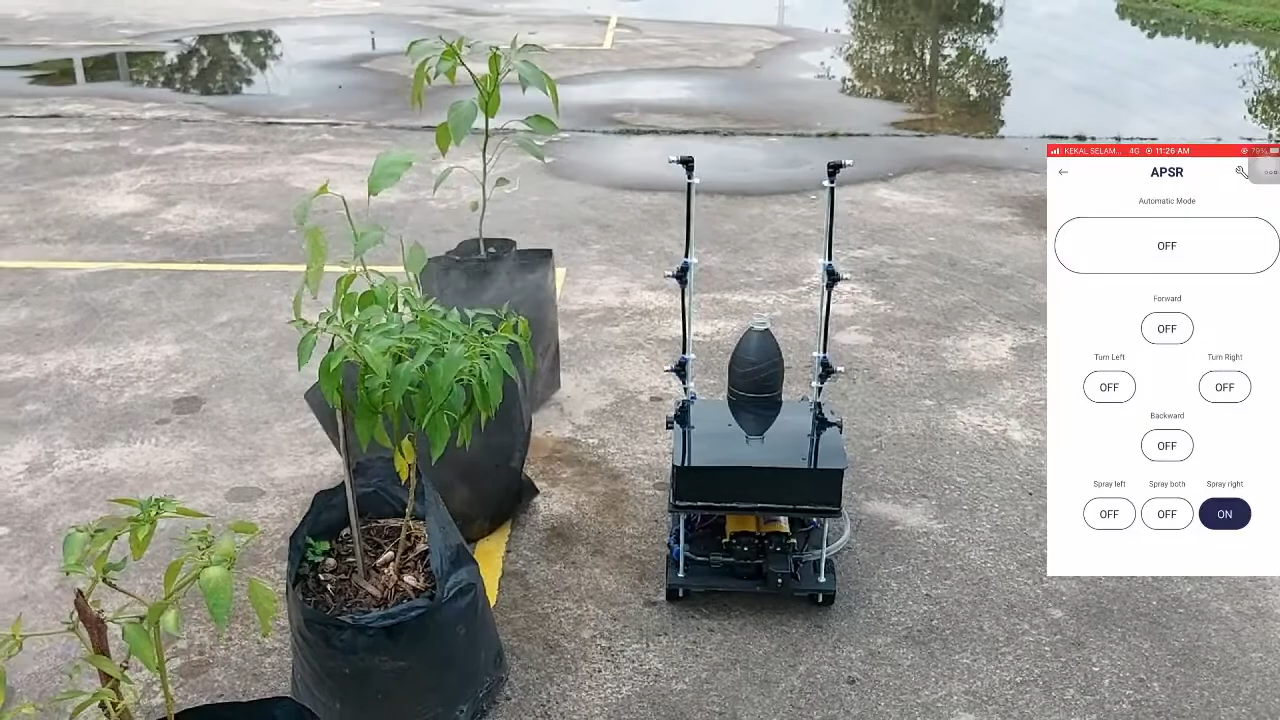 KEKAL SELAM... 4G 11:26 AM 79%
APSR
Automatic Mode
OFF
Forward
OFF
Turn Left Turn Right
OFF OFF
Backward
OFF
Spray left Spray both Spray right
OFF OFF ON